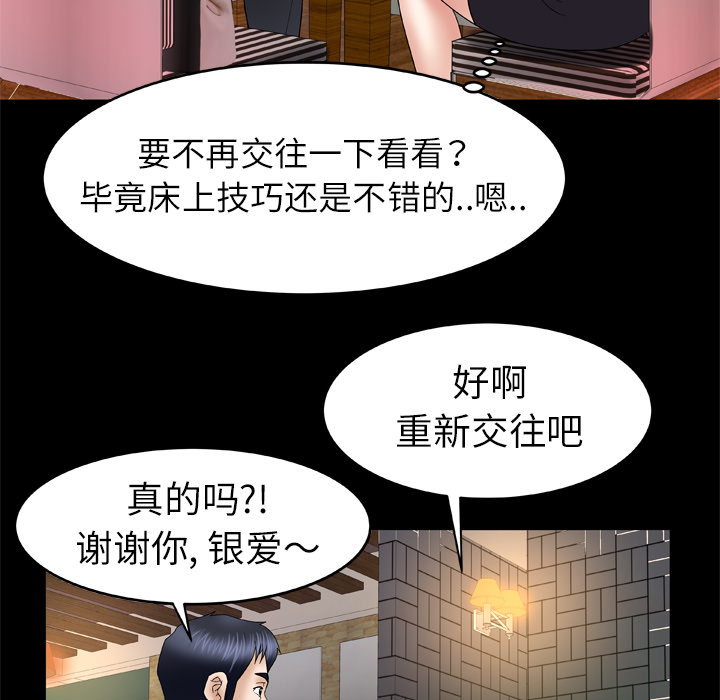 要不再交往一下看看？
毕竟床上技巧还是不错的..嗯..
好啊
重新交往吧
真的吗?!
谢谢你, 银爱～